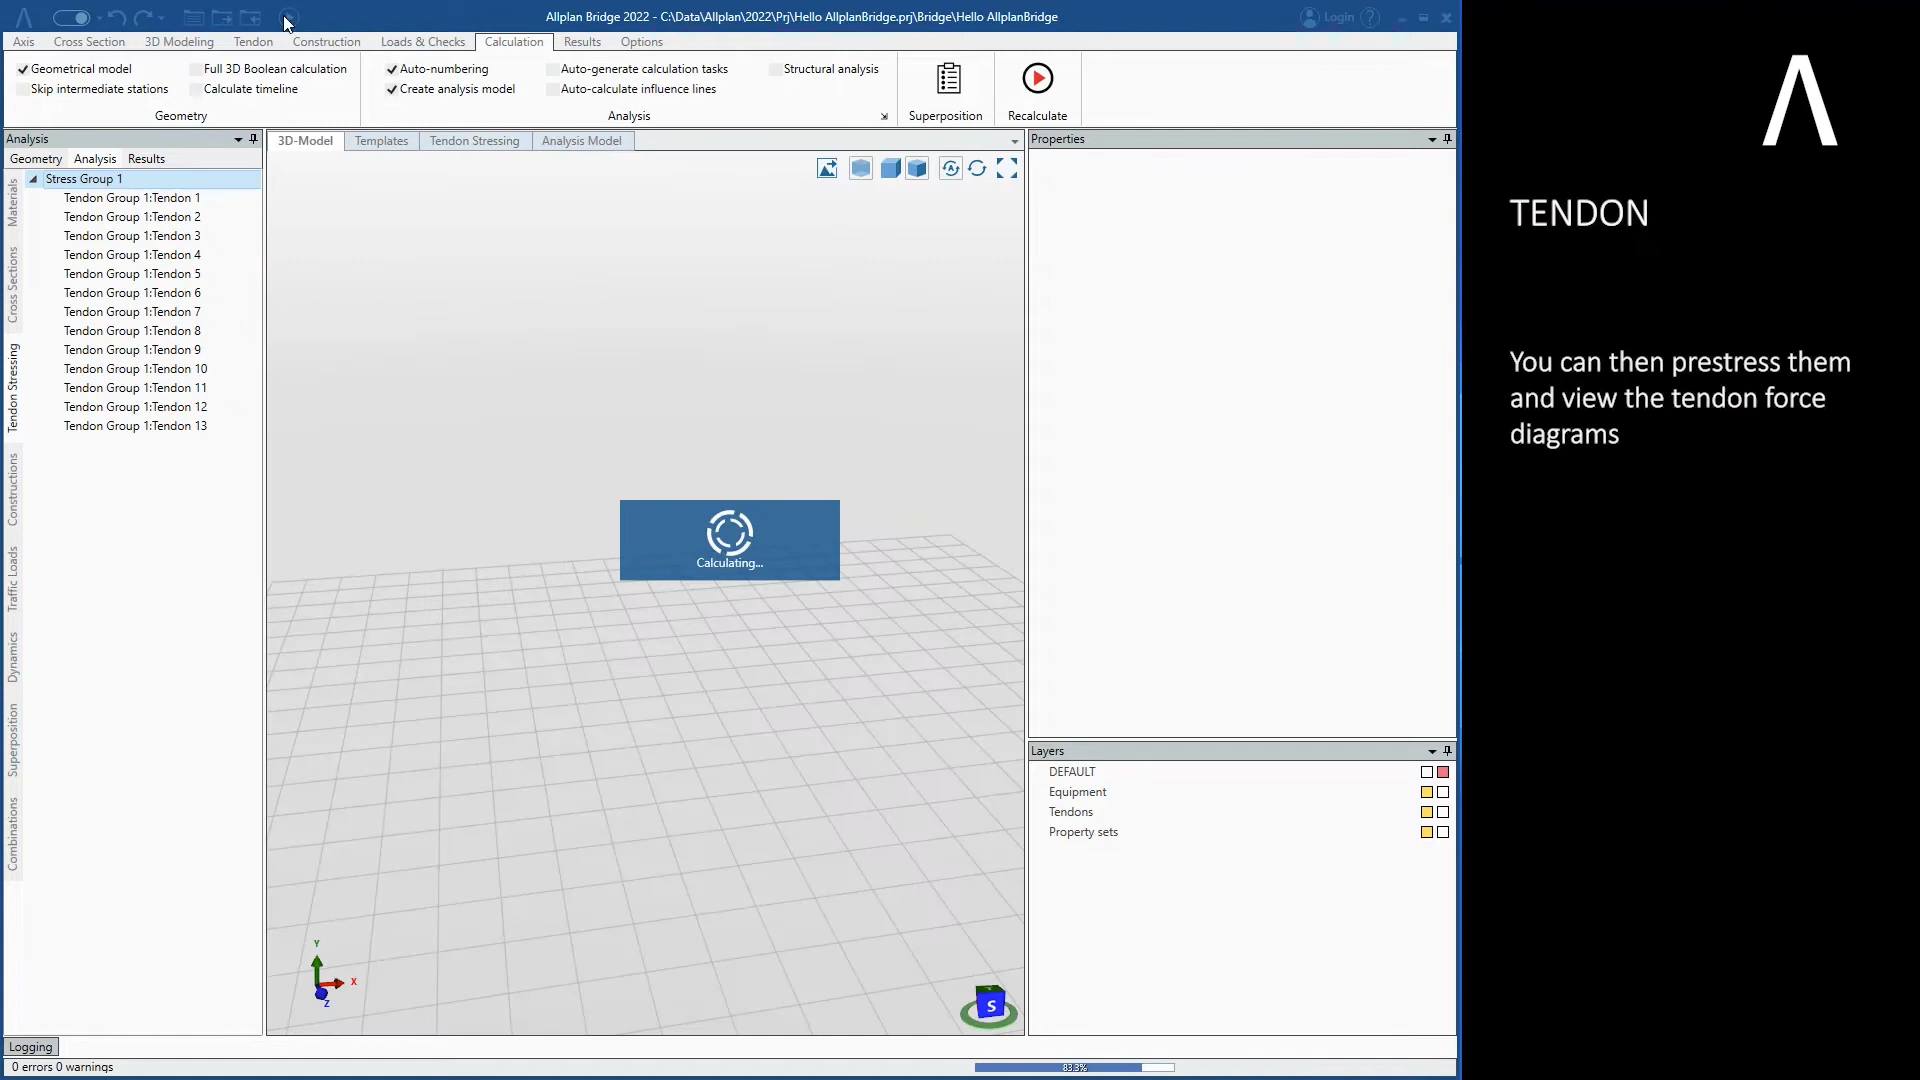 Allplan Bridge 2022 - C:\Data\Allplan\2022\Prj\Hello AllplanBridge.prj\Bridge\Hello AllplanBridge
Login
Axis
Cross Section
3D Modeling
Tendon
Construction
Loads & Checks
Calculation
Results
Options
Geometrical model
Full 3D Boolean calculation
Skip intermediate stations
Calculate timeline
Geometry
Auto-numbering
Auto-generate calculation tasks
Structural analysis
Create analysis model
Auto-calculate influence lines
Analysis
Superposition
Recalculate
Analysis
Geometry
Analysis
Results
Materials
Cross Sections
Tendon Stressing
Constructions
Traffic Loads
Dynamics
Superposition
Combinations
Stress Group 1
Tendon Group 1:Tendon 1
Tendon Group 1:Tendon 2
Tendon Group 1:Tendon 3
Tendon Group 1:Tendon 4
Tendon Group 1:Tendon 5
Tendon Group 1:Tendon 6
Tendon Group 1:Tendon 7
Tendon Group 1:Tendon 8
Tendon Group 1:Tendon 9
Tendon Group 1:Tendon 10
Tendon Group 1:Tendon 11
Tendon Group 1:Tendon 12
Tendon Group 1:Tendon 13
3D-Model
Templates
Tendon Stressing
Analysis Model
Calculating...
Y
X
Z
S
Properties
Layers
DEFAULT
Equipment
Tendons
Property sets
Logging
0 errors 0 warnings
83.3%
TENDON
You can then prestress them
and view the tendon force
diagrams